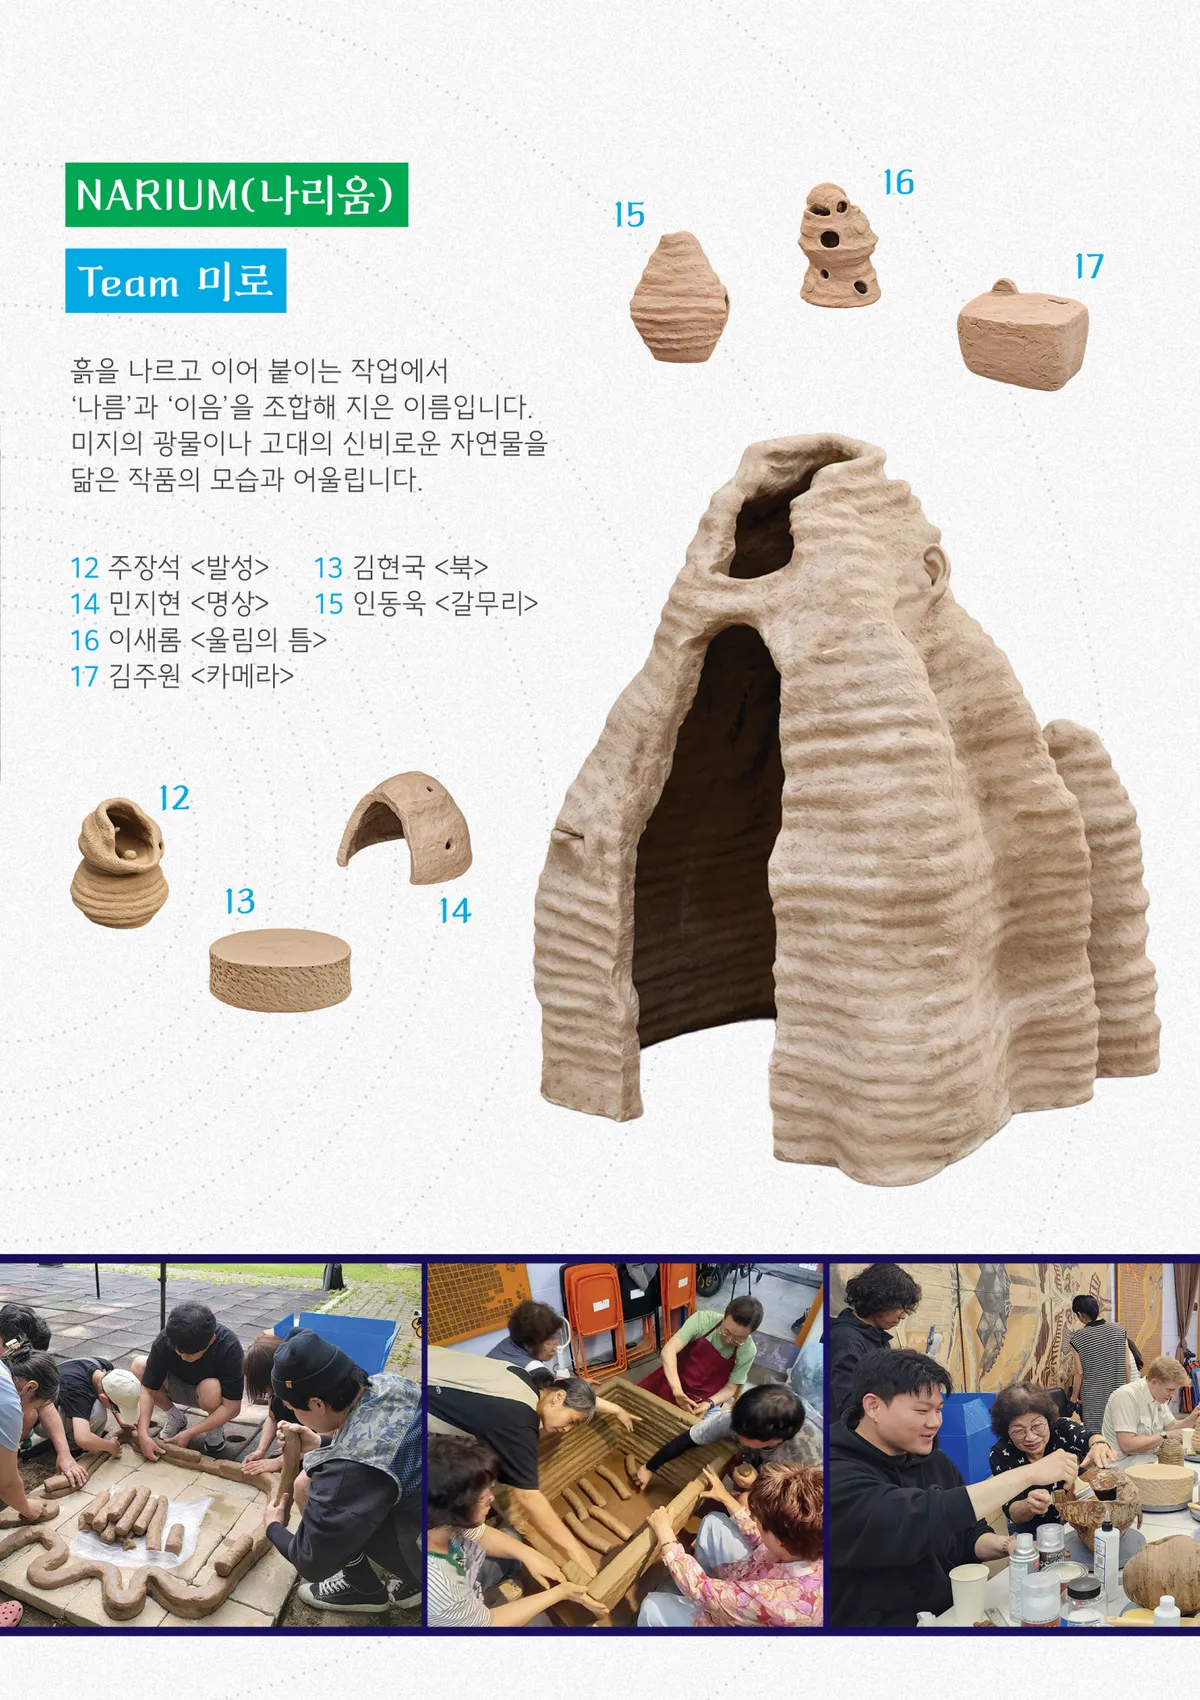 NARIUM(나리움)
Team 미로
흙을 나르고 이어 붙이는 작업에서
‘나름’과 ‘이음’을 조합해 지은 이름입니다.
미지의 광물이나 고대의 신비로운 자연물을
닮은 작품의 모습과 어울립니다.
12 주장석 <발성> 13 김현국 <북>
14 민지현 <명상> 15 인동욱 <갈무리>
16 이새롬 <울림의 틈>
17 김주원 <카메라>
15
16
17
12
13
14